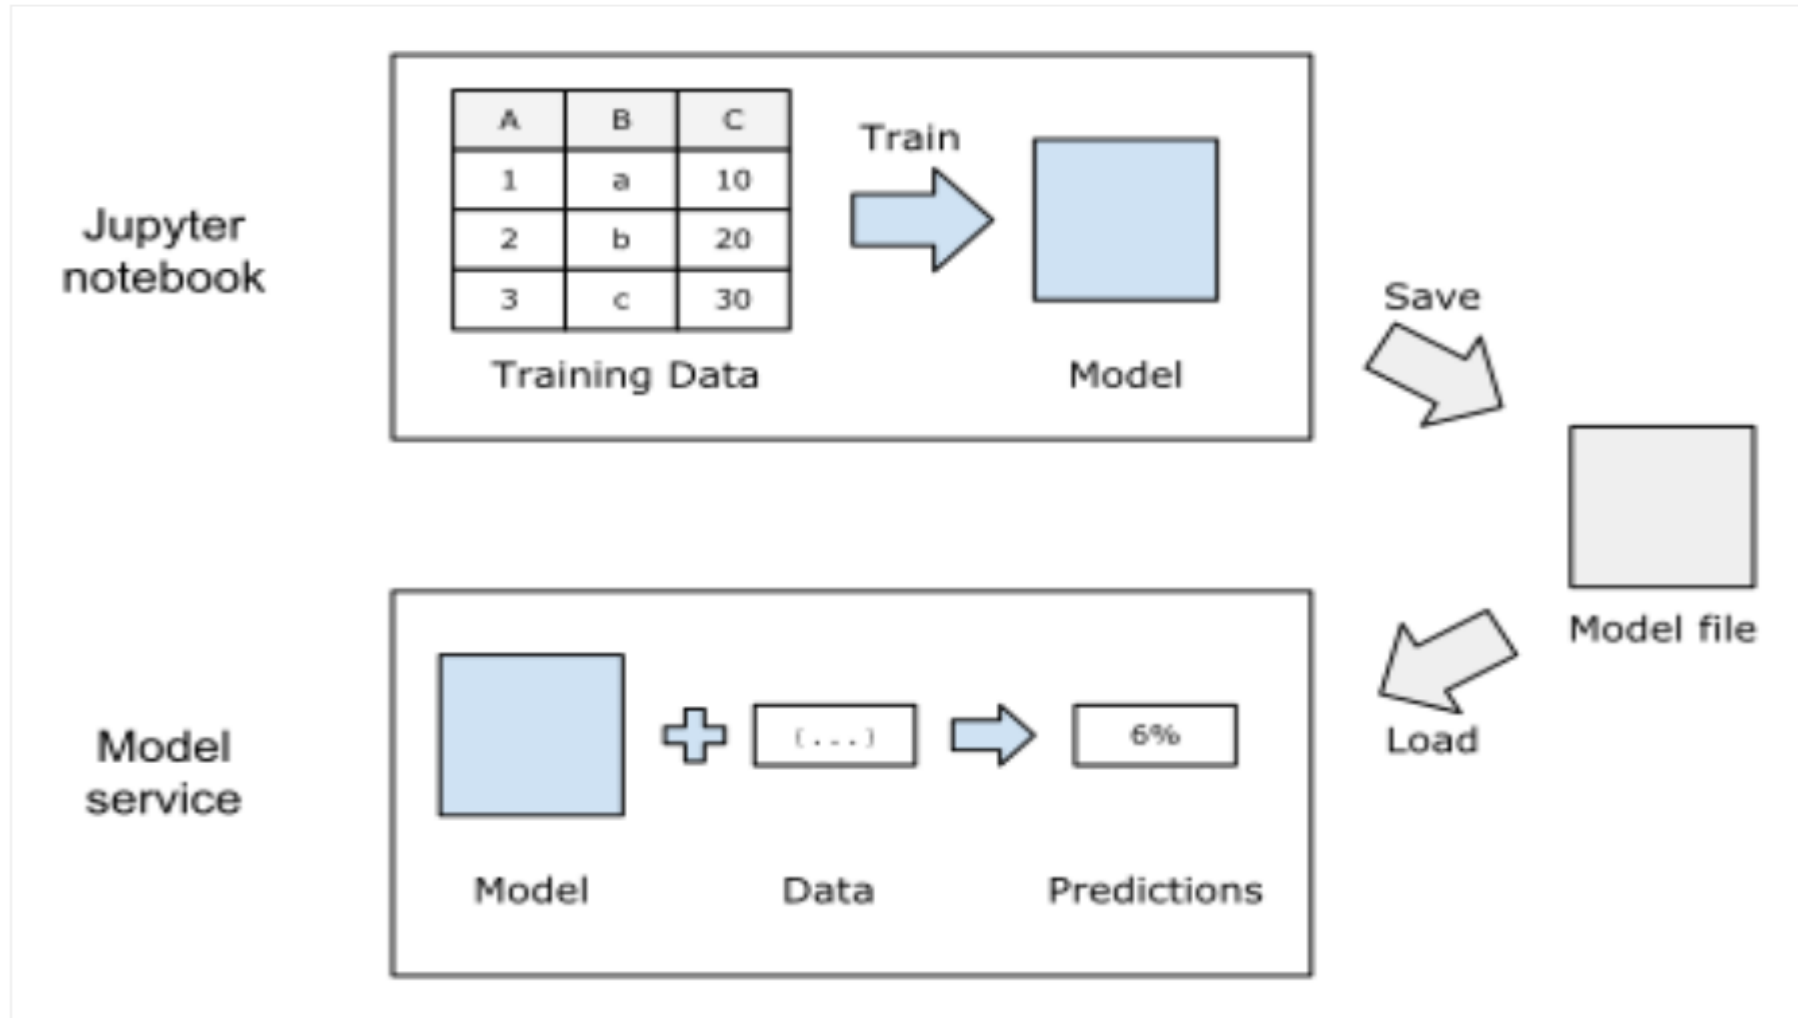 Jupyter
notebook
A B C
1 a 10
2 b 20
3 c 30
Training Data
Train
Model
Save
Model file
Load
Model
service
{...}
6%
Model
Data
Predictions